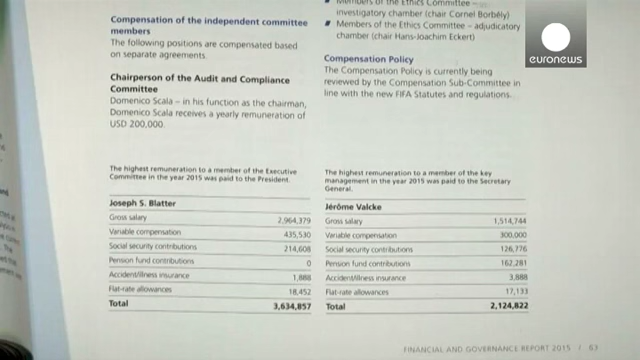 Compensation of the independent committee
members
The following positions are compensated based
on separate agreements.
Chairperson of the Audit and Compliance
Committee
Domenico Scala – in his function as the chairman,
Domenico Scala receives a yearly remuneration of
USD 200,000.
Members of the Ethics Committee –
investigatory chamber (chair Cornel Borbély)
Members of the Ethics Committee – adjudicatory
chamber (chair Hans-Joachim Eckert)
Compensation Policy
The Compensation Policy is currently being
reviewed by the Compensation Sub-Committee in
line with the new FIFA Statutes and regulations.
euronews
The highest remuneration to a member of the Executive
Committee in the year 2015 was paid to the President.
Joseph S. Blatter
Gross salary 2,964,379
Variable compensation 435,530
Social security contributions 214,608
Pension fund contributions 0
Accident/illness insurance 1,888
Flat-rate allowances 18,452
Total 3,634,857
The highest remuneration to a member of the key
management in the year 2015 was paid to the Secretary
General.
Jérôme Valcke
Gross salary 1,514,744
Variable compensation 300,000
Social security contributions 126,776
Pension fund contributions 162,281
Accident/illness insurance 3,888
Flat-rate allowances 17,133
Total 2,124,822
FINANCIAL AND GOVERNANCE REPORT 2015 / 63